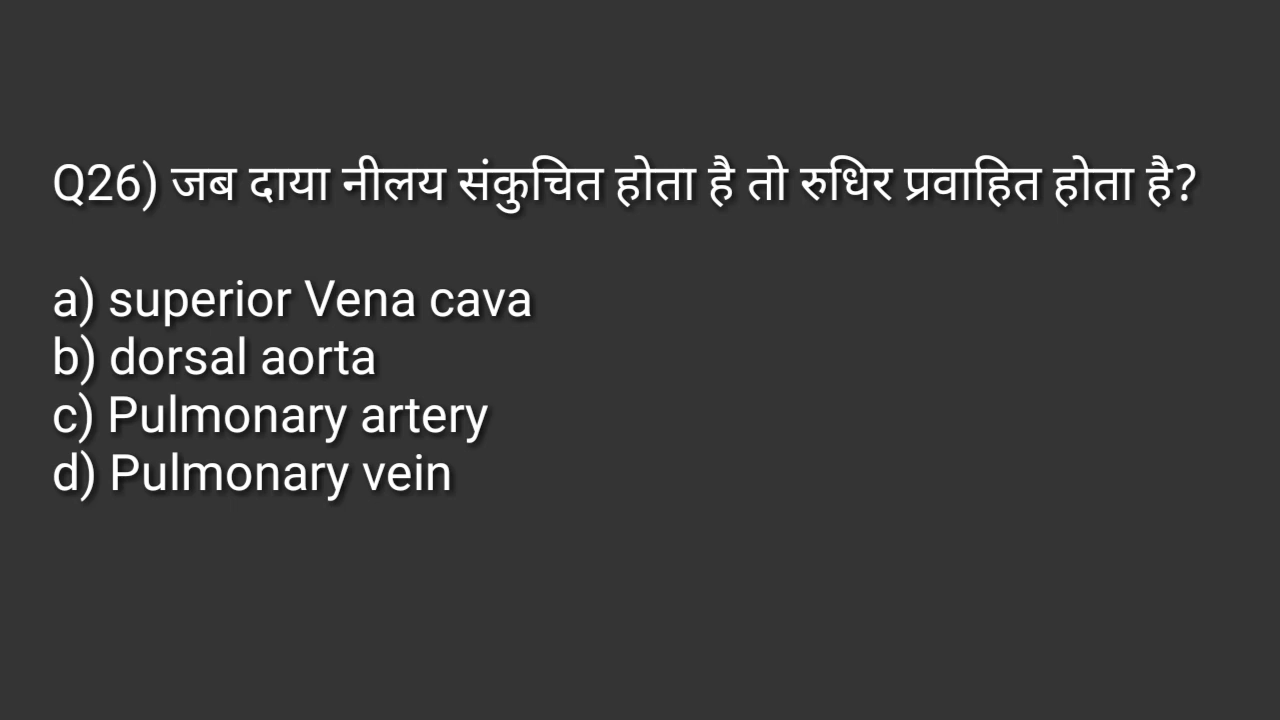 Q26) जब दाया नीलय संकुचित होता है तो रुधिर प्रवाहित होता है?
a) superior Vena cava
b) dorsal aorta
c) Pulmonary artery
d) Pulmonary vein